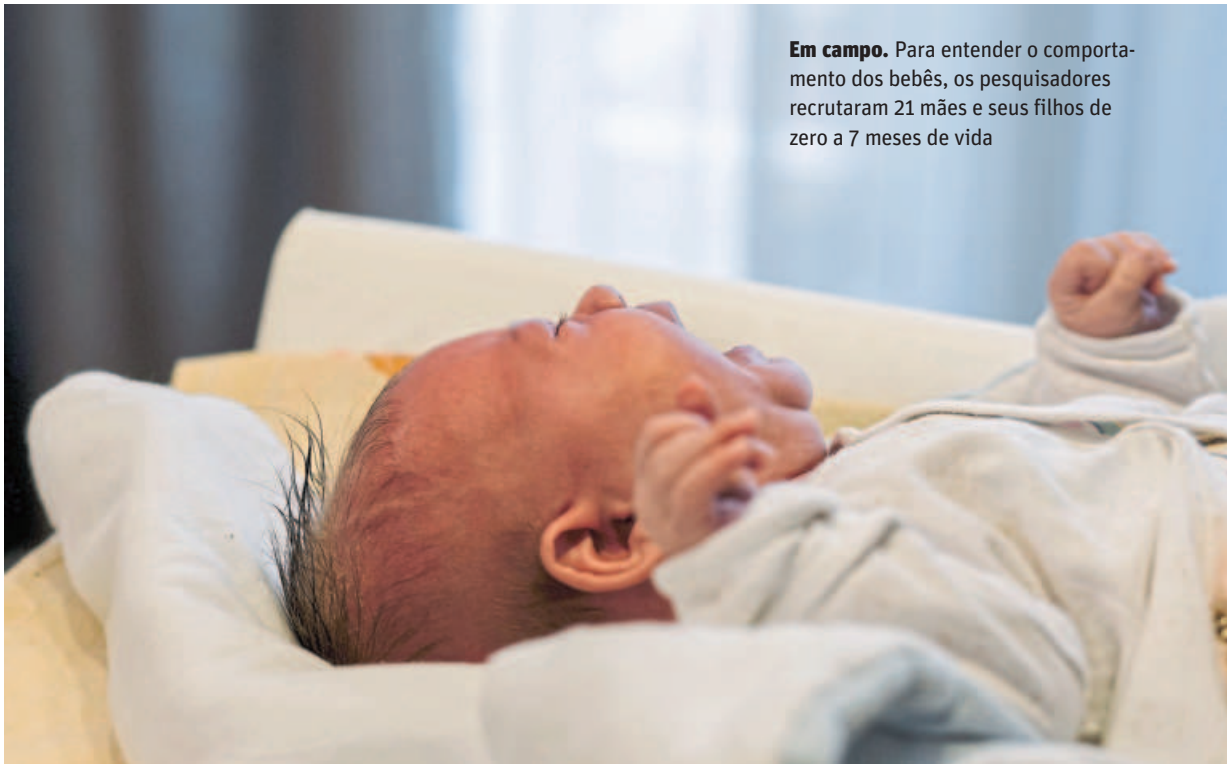 Em campo. Para entender o comporta-
mento dos bebês, os pesquisadores
recrutaram 21 mães e seus filhos de
zero a 7 meses de vida